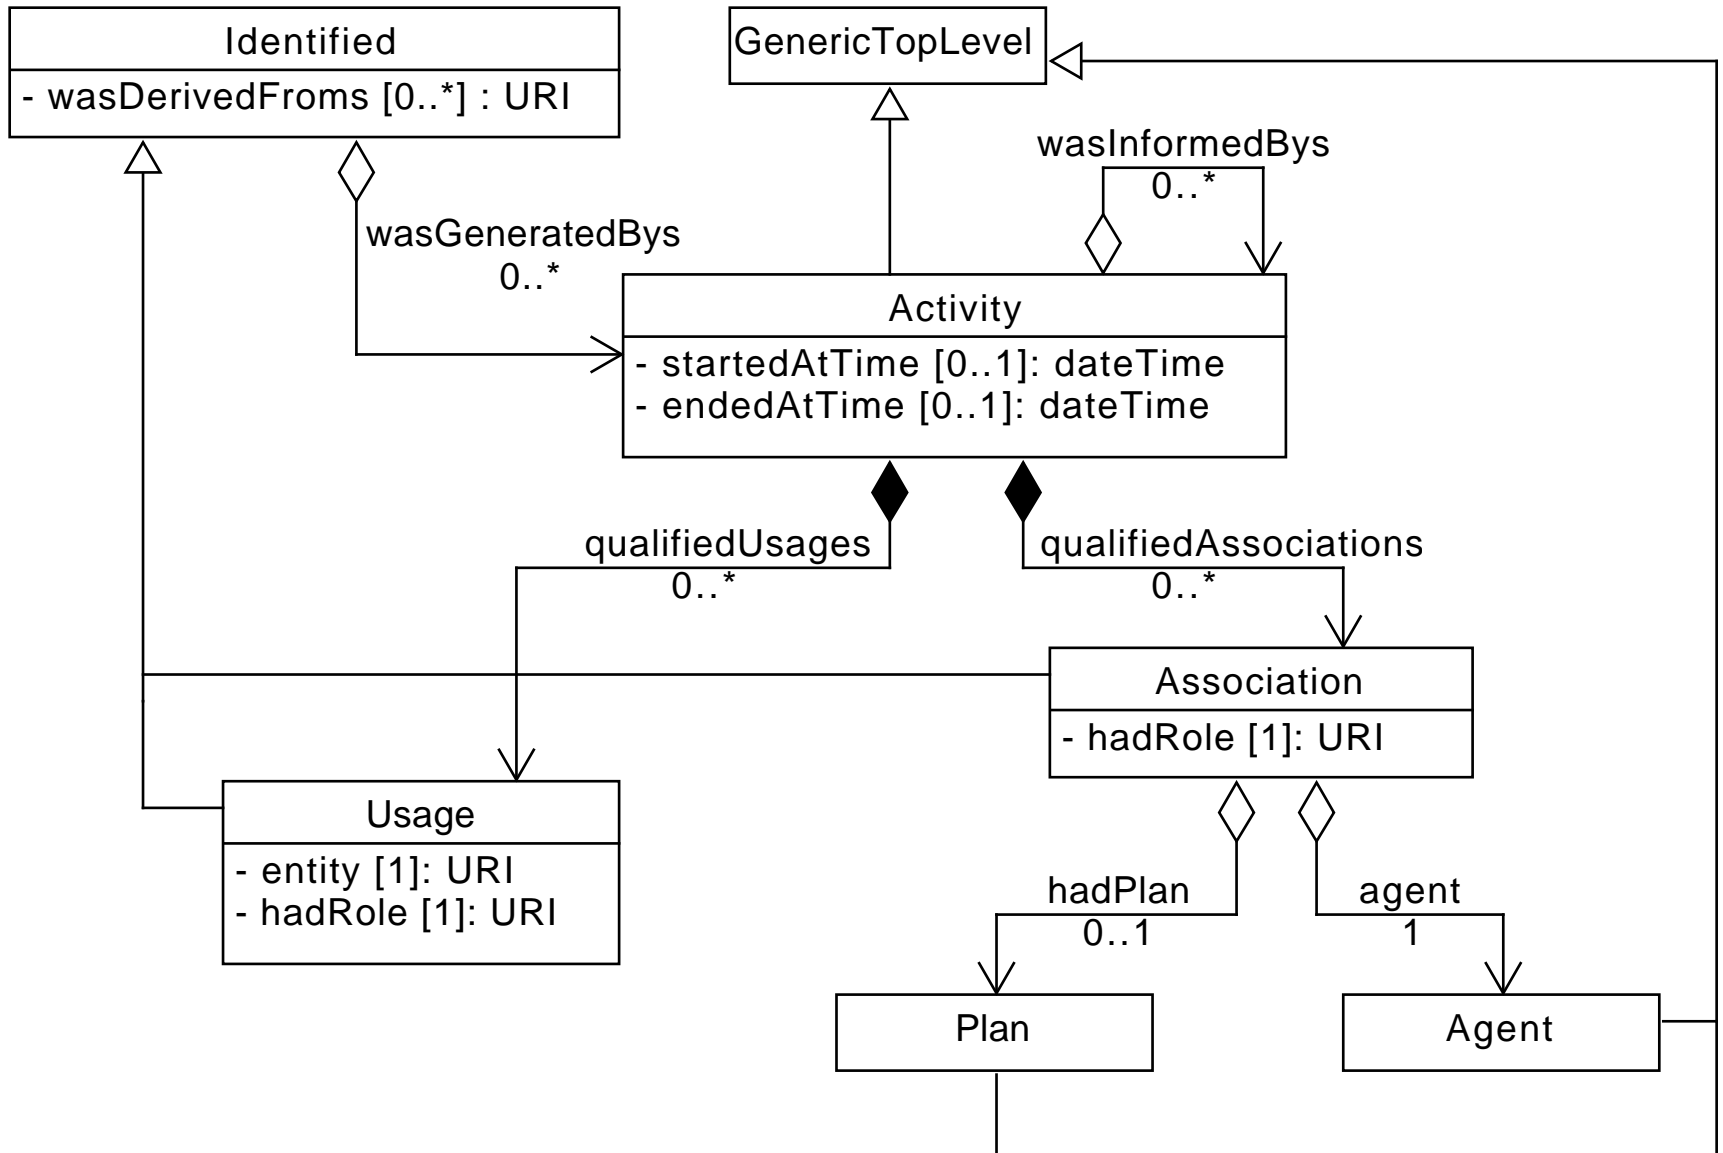 Identified
- wasDerivedFroms [0..*] : URI
GenericTopLevel
wasInformedBys
0..*
wasGeneratedBys
0..*
Activity
- startedAtTime [0..1]: dateTime
- endedAtTime [0..1]: dateTime
qualifiedUsages
0..*
qualifiedAssociations
0..*
Association
- hadRole [1]: URI
Usage
- entity [1]: URI
- hadRole [1]: URI
hadPlan
0..1
agent
1
Plan
Agent